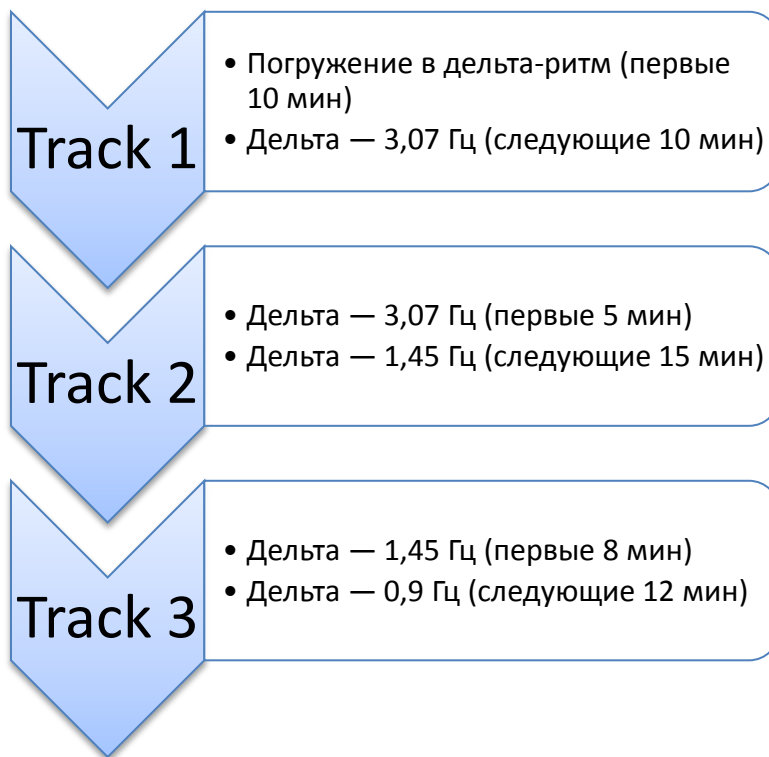 Track 1
• Погружение в дельта-ритм (первые
10 мин)
• Дельта — 3,07 Гц (следующие 10 мин)
Track 2
• Дельта — 3,07 Гц (первые 5 мин)
• Дельта — 1,45 Гц (следующие 15 мин)
Track 3
• Дельта — 1,45 Гц (первые 8 мин)
• Дельта — 0,9 Гц (следующие 12 мин)